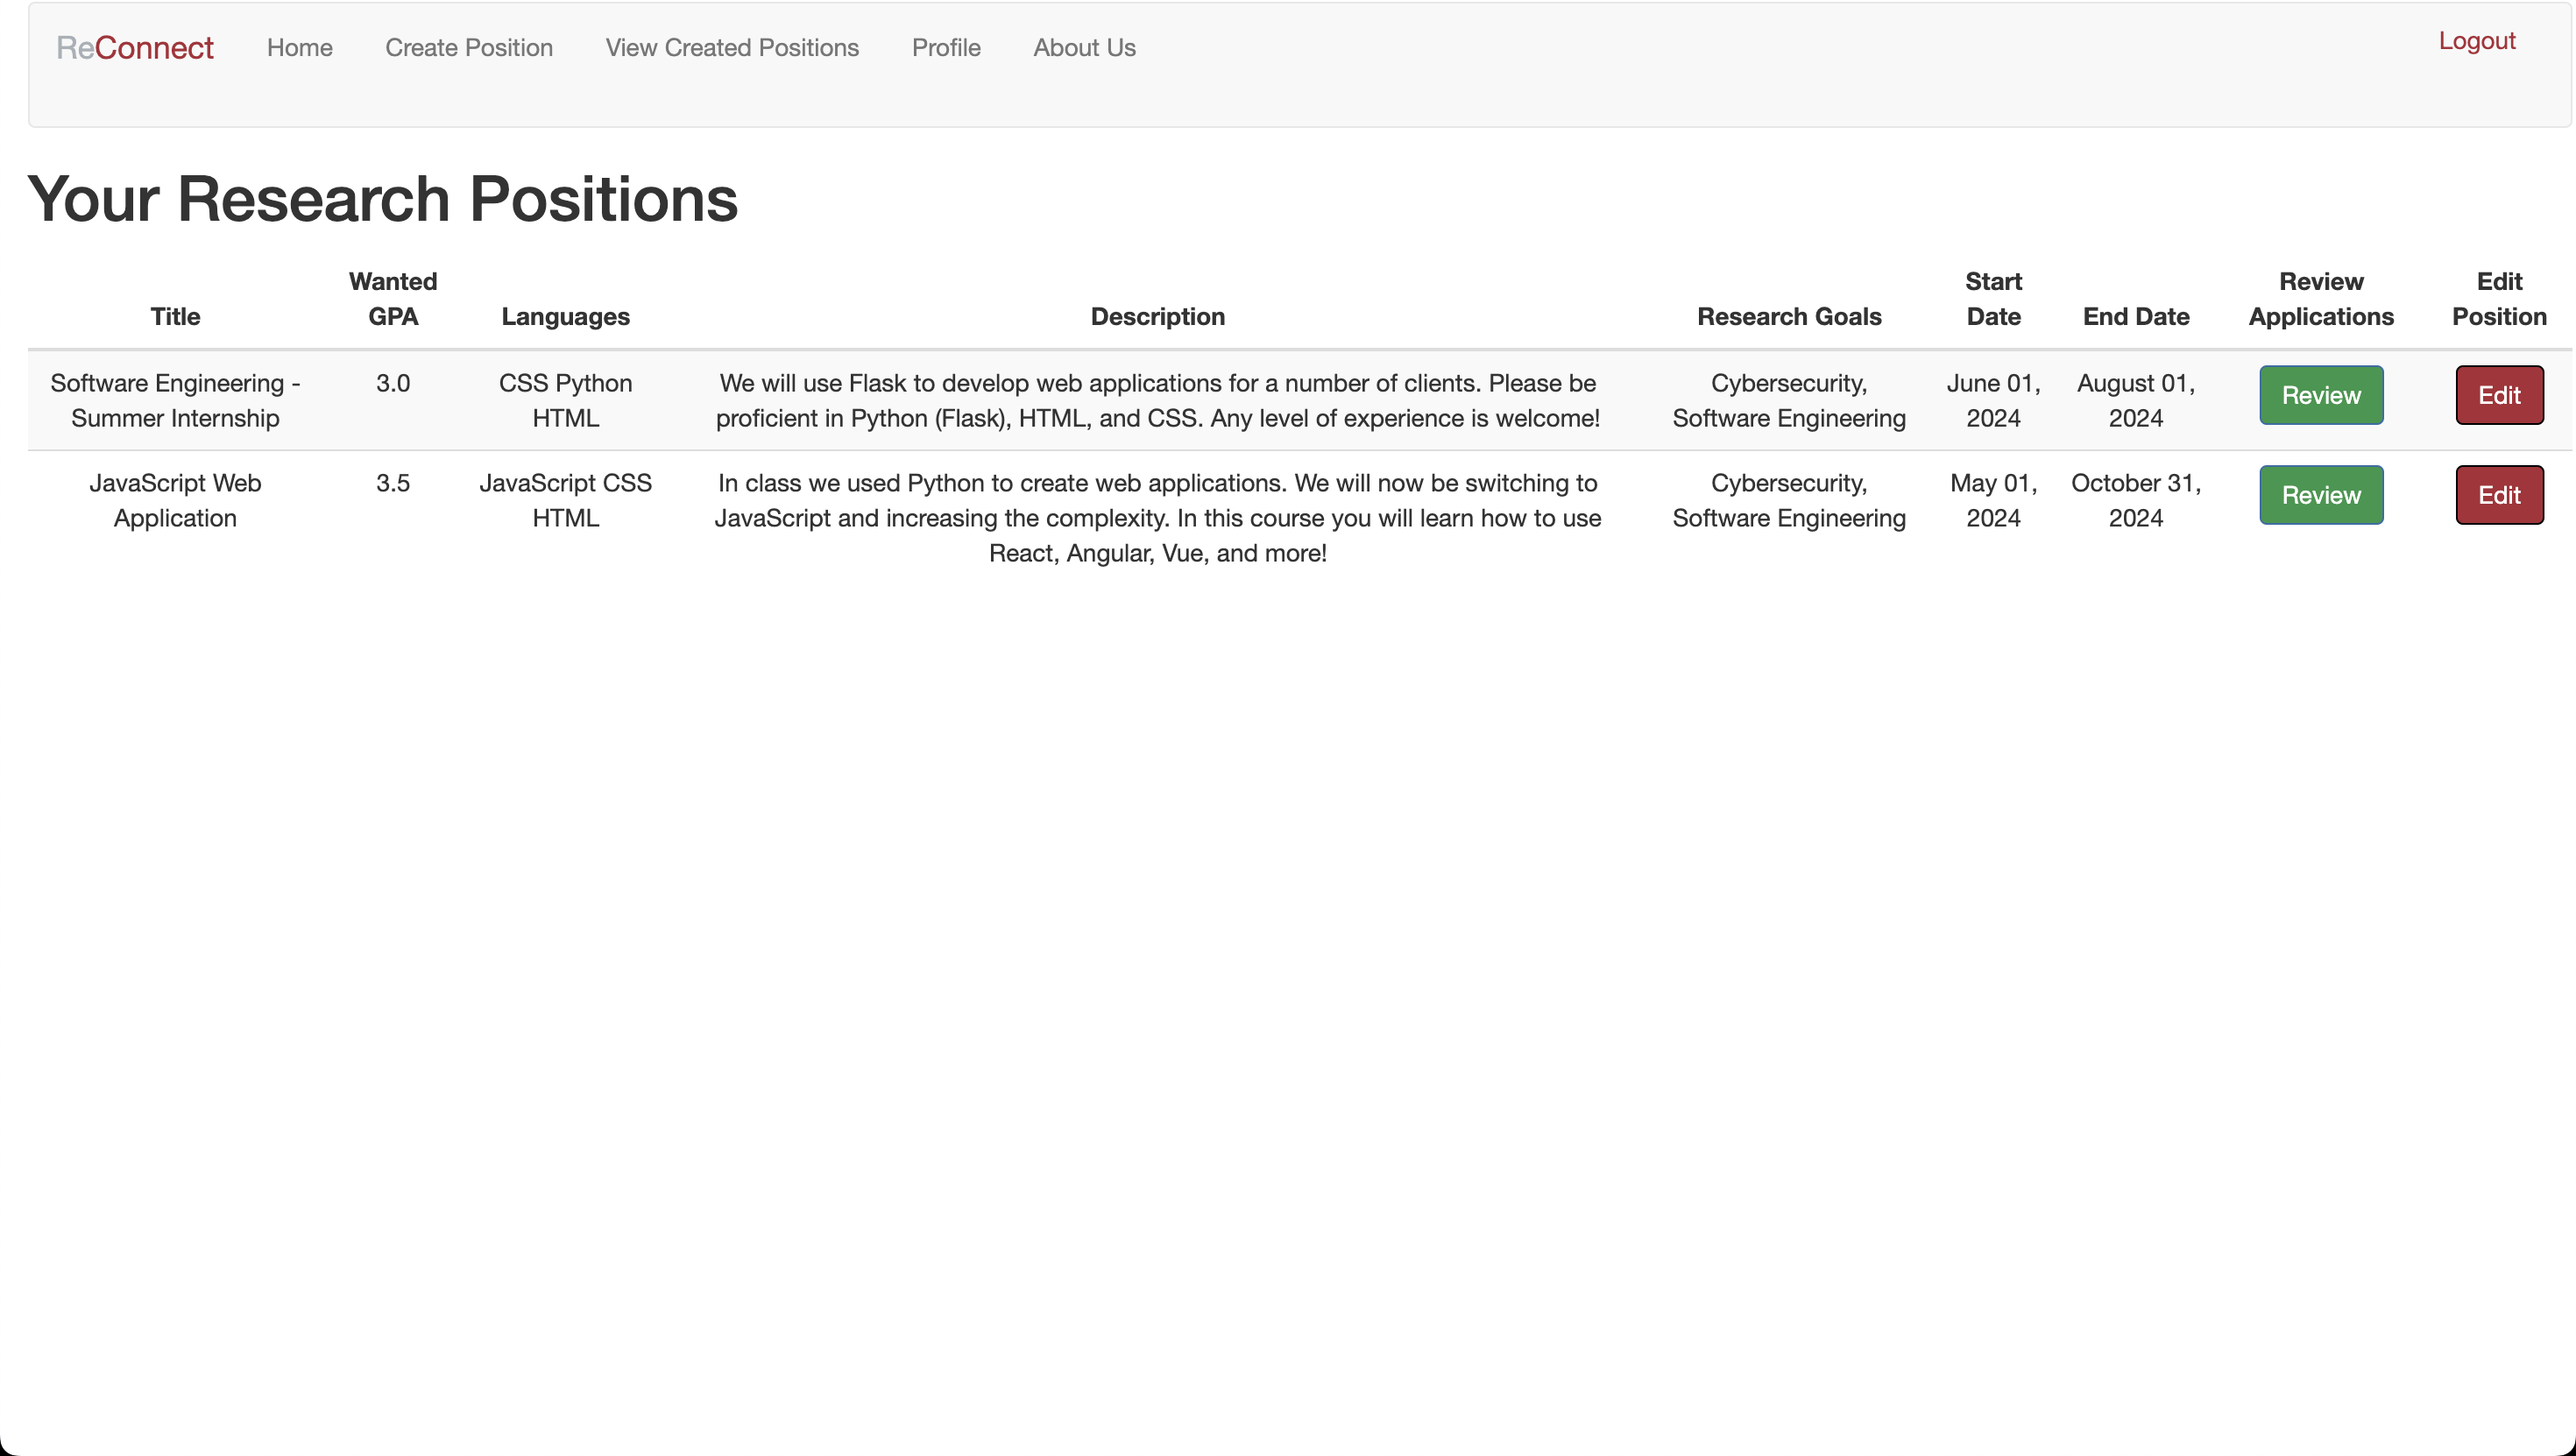 ReConnect Home Create Position View Created Positions Profile About Us Logout
Your Research Positions
Title Wanted GPA Languages Description Research Goals Start Date End Date Review Applications Edit Position
Software Engineering - 3.0 CSS Python We will use Flask to develop web applications for a number of clients. Please be Cybersecurity, June 01, August 01, Review Edit
Summer Internship HTML proficient in Python (Flask), HTML, and CSS. Any level of experience is welcome! Software Engineering 2024 2024
JavaScript Web 3.5 JavaScript CSS In class we used Python to create web applications. We will now be switching to Cybersecurity, May 01, October 31, Review Edit
Application HTML JavaScript and increasing the complexity. In this course you will learn how to use Software Engineering 2024 2024
React, Angular, Vue, and more!